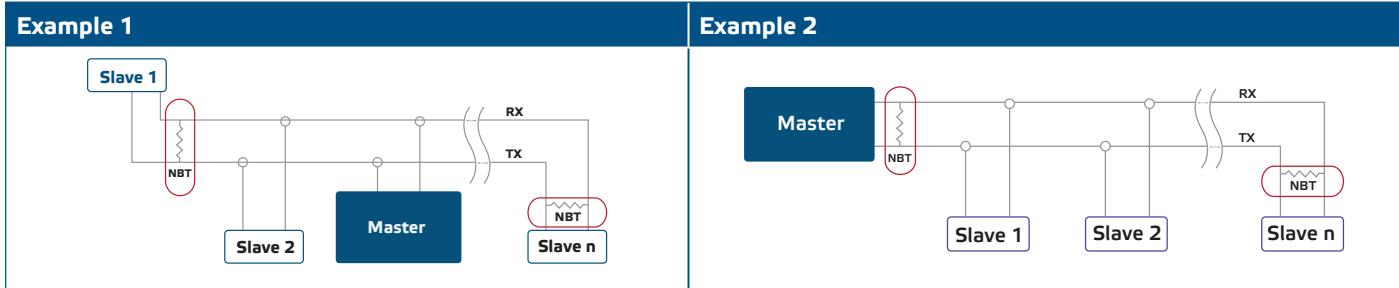 Example 1
Slave 1
RX
TX
NBT
NBT
Slave 2
Master
Slave n
Example 2
Master
RX
TX
NBT
NBT
Slave 1
Slave 2
Slave n